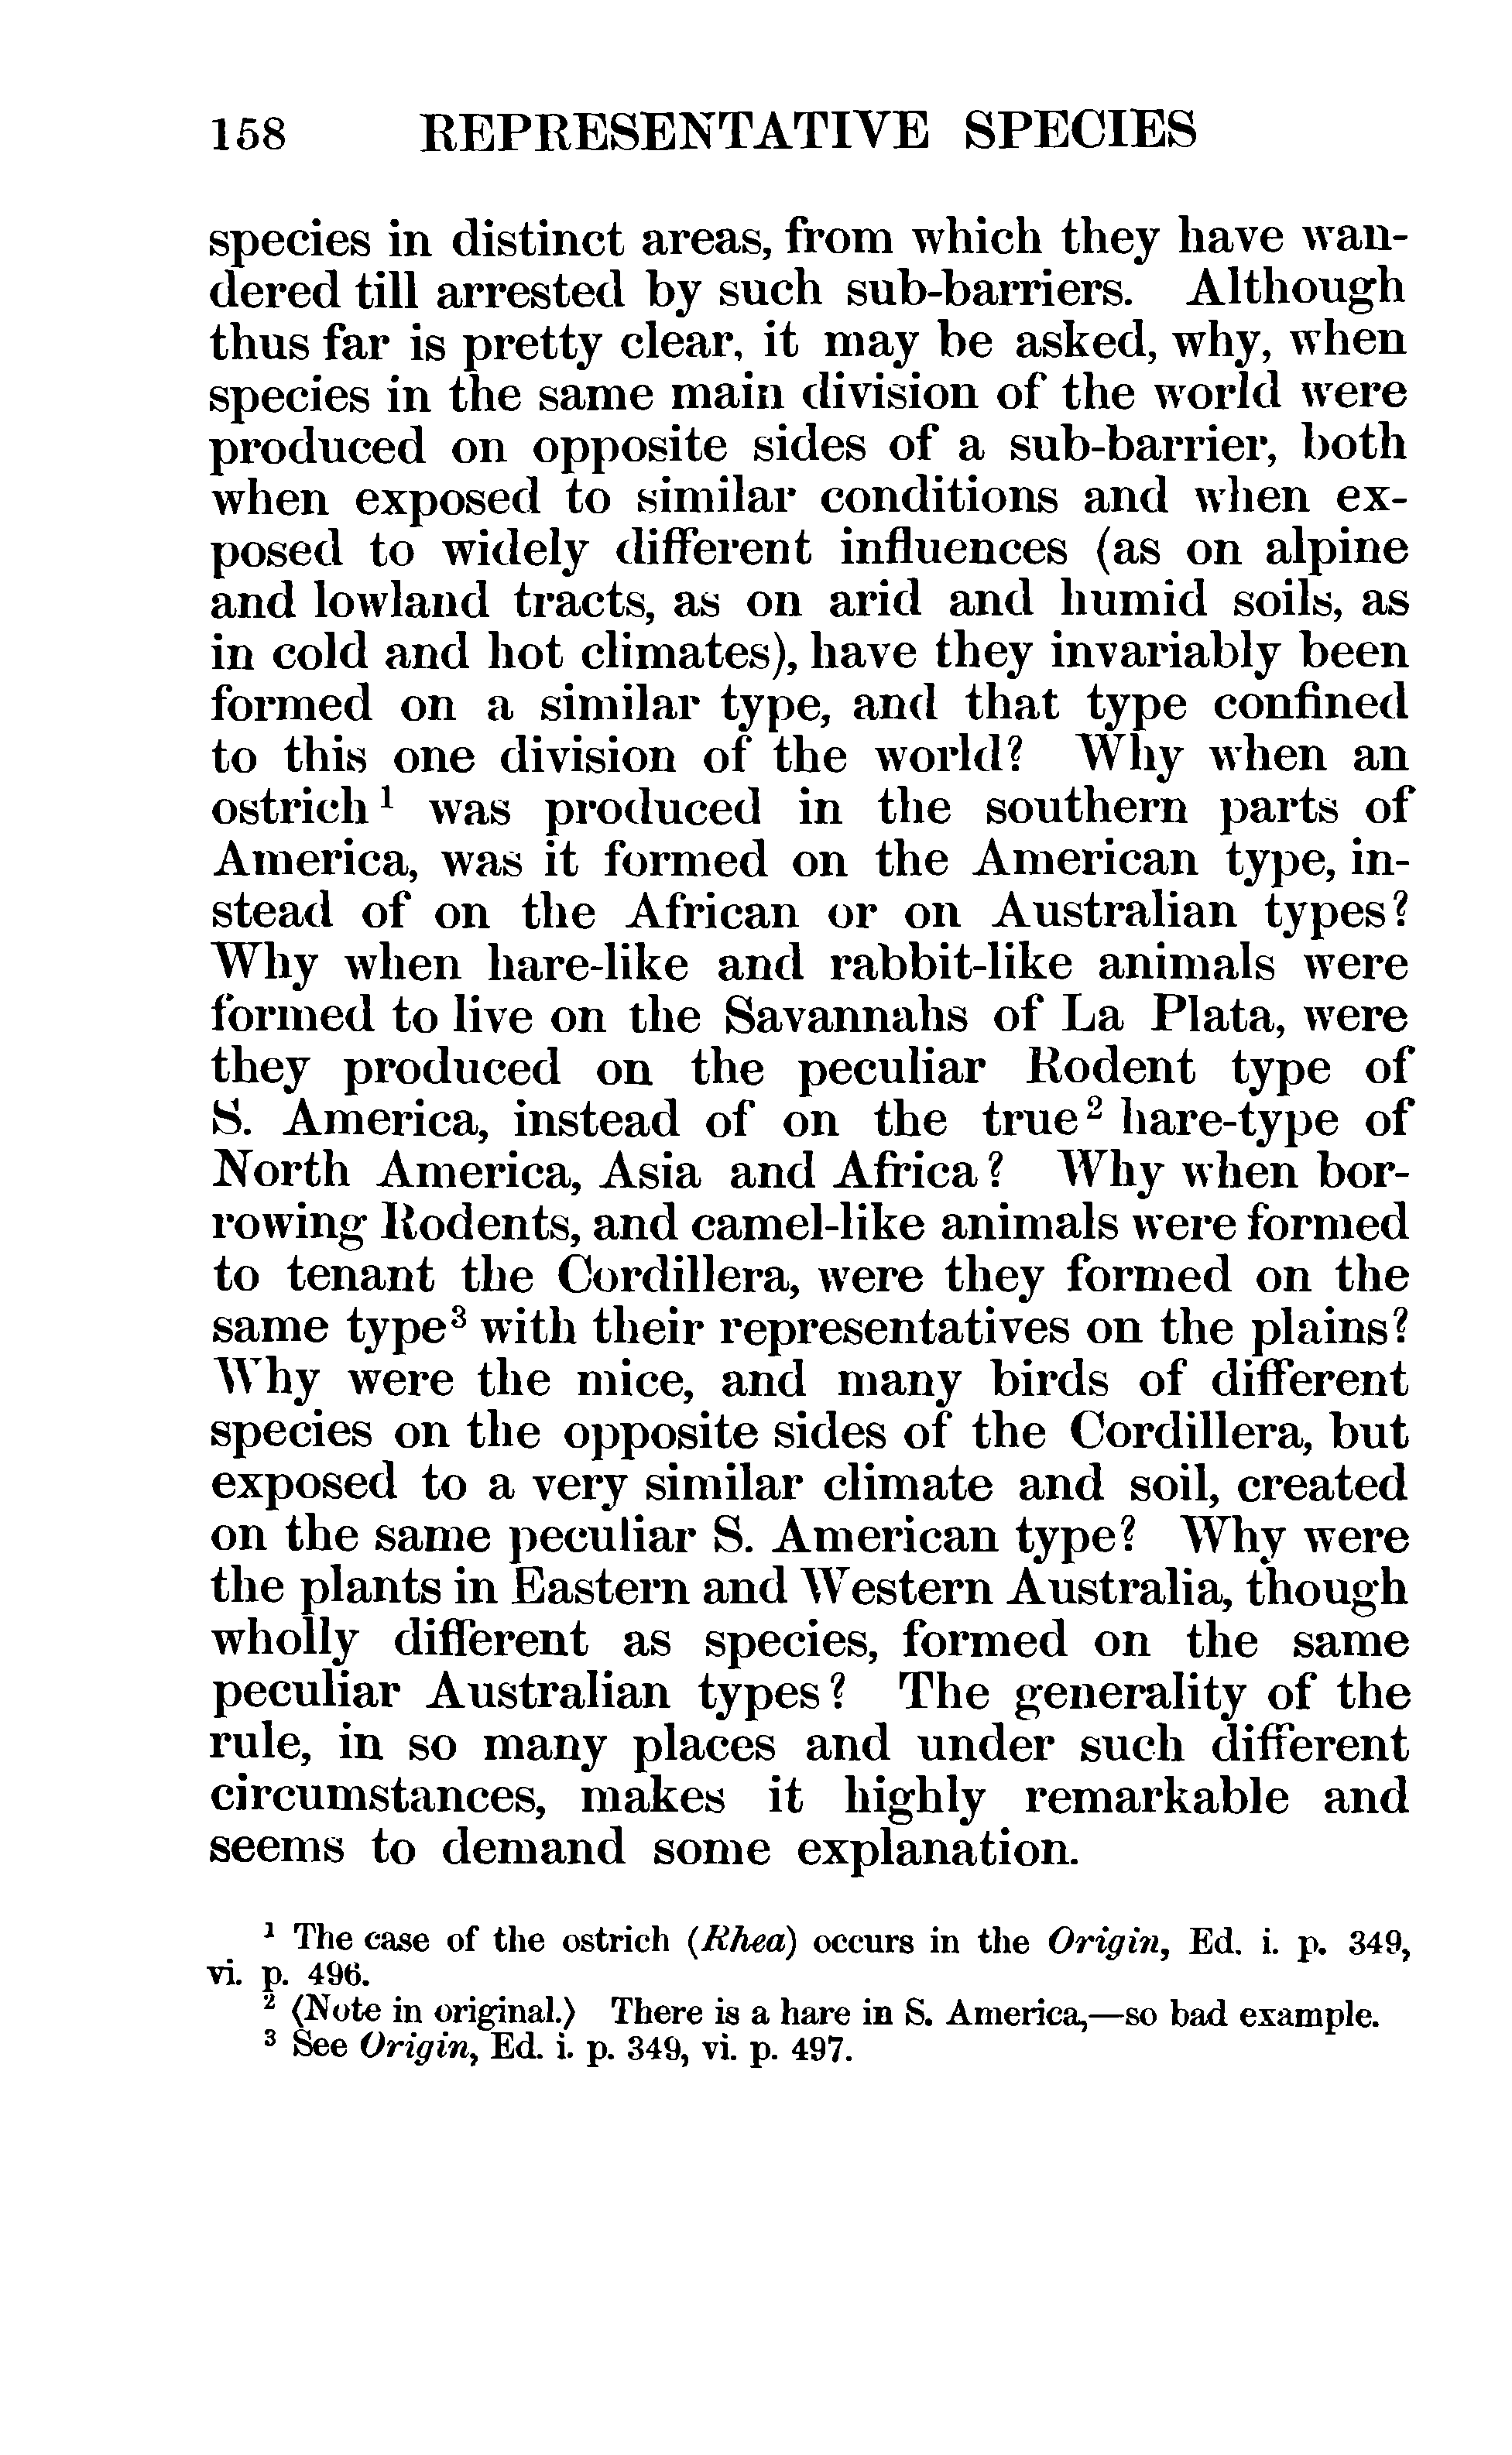 158 REPRESENTATIVE SPECIES
species in distinct areas, from which they have wan-
dered till arrested by such sub-barriers. Although
thus far is pretty clear, it may be asked, why, when
species in the same main division of the world were
produced on opposite sides of a sub-barrier, both
when exposed to similar conditions and when ex-
posed to widely different influences (as on alpine
and lowland tracts, as on arid and humid soils, as
in cold and hot climates), have they invariably been
formed on a similar type, and that type confined
to this one division of the world? Why when an
ostrich¹ was produced in the southern parts of
America, was it formed on the American type, in-
stead of on the African or on Australian types?
Why when hare-like and rabbit-like animals were
formed to live on the Savannahs of La Plata, were
they produced on the peculiar Rodent type of
S. America, instead of on the true² hare-type of
North America, Asia and Africa? Why when bor-
rowing Rodents, and camel-like animals were formed
to tenant the Cordillera, were they formed on the
same type³ with their representatives on the plains?
Why were the mice, and many birds of different
species on the opposite sides of the Cordillera, but
exposed to a very similar climate and soil, created
on the same peculiar S. American type? Why were
the plants in Eastern and Western Australia, though
wholly different as species, formed on the same
peculiar Australian types? The generality of the
rule, in so many places and under such different
circumstances, makes it highly remarkable and
seems to demand some explanation.
¹ The case of the ostrich (Rhea) occurs in the Origin, Ed. i. p. 349,
vi. p. 496.
² ⟨Note in original.⟩ There is a hare in S. America,—so bad example.
³ See Origin, Ed. i. p. 349, vi. p. 497.